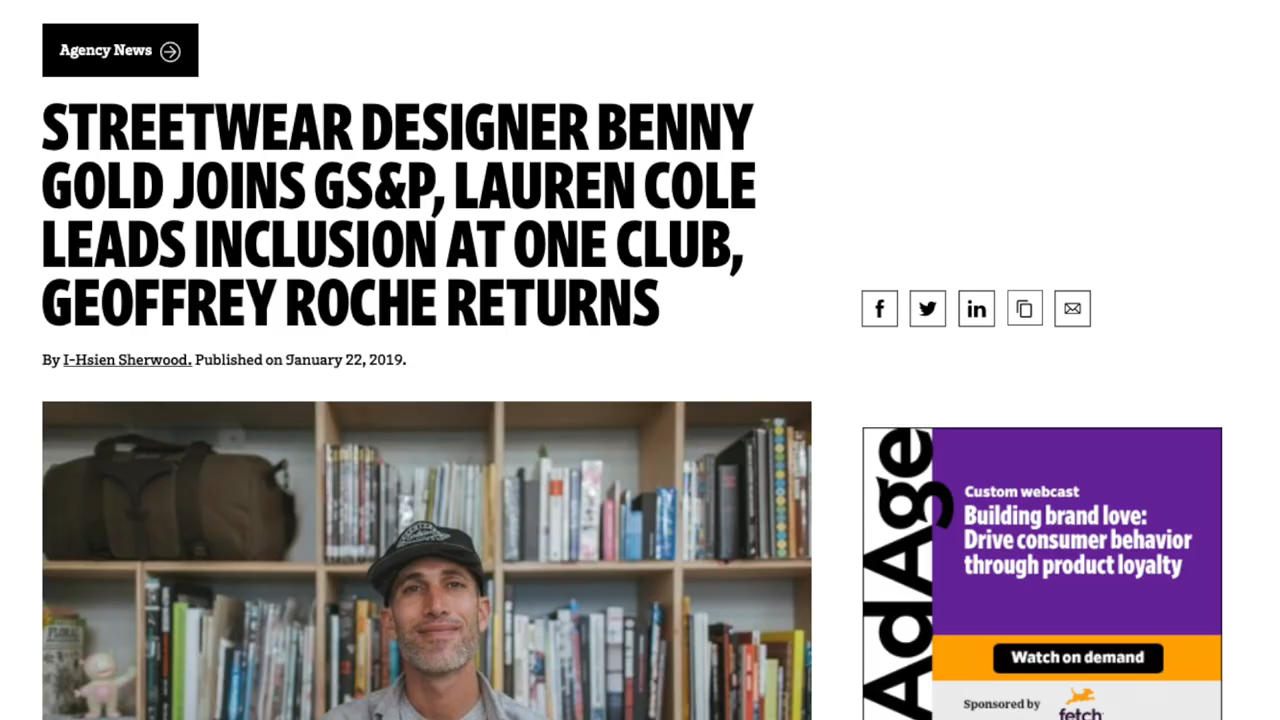 Agency News
STREETWEAR DESIGNER BENNY
GOLD JOINS GS&P, LAUREN COLE
LEADS INCLUSION AT ONE CLUB,
GEOFFREY ROCHE RETURNS
By I-Hsien Sherwood. Published on January 22, 2019.
f
in
FLORAL
AdAge
Custom webcast
Building brand love:
Drive consumer behavior
through product loyalty
Watch on demand
Sponsored by
fetch